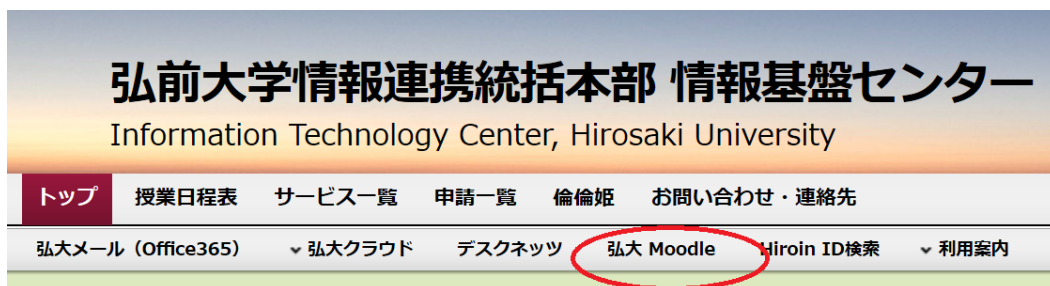 弘前大学情報連携統括本部 情報基盤センター
Information Technology Center, Hirosaki University
トップ 授業日程表 サービス一覧 申請一覧 倫倫姫 お問い合わせ・連絡先
弘大メール（Office365） 弘大クラウド デスクネッツ 弘大 Moodle Hiroin ID検索 利用案内